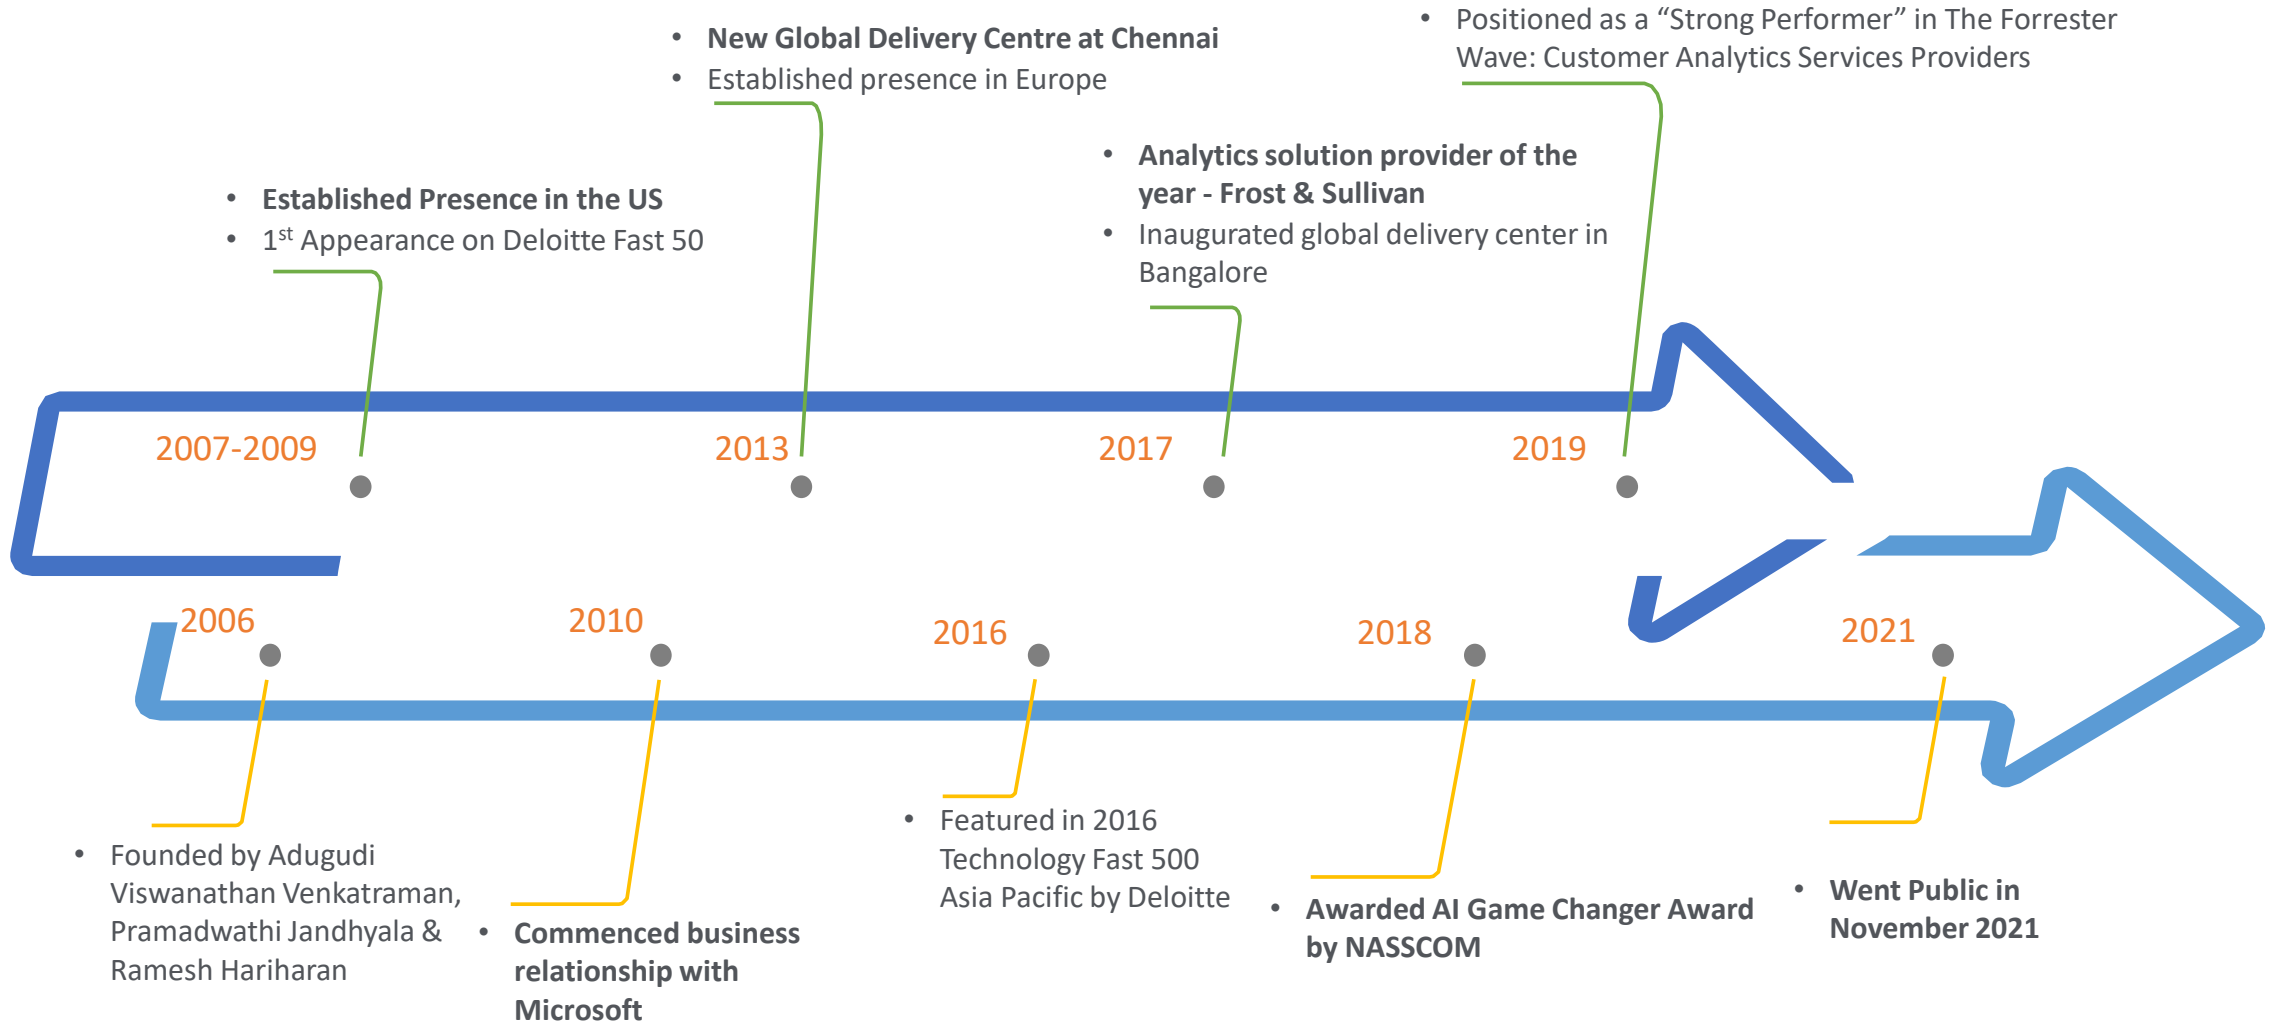 • Positioned as a “Strong Performer” in The Forrester
Wave: Customer Analytics Services Providers
• New Global Delivery Centre at Chennai
• Established presence in Europe
• Analytics solution provider of the
year - Frost & Sullivan
• Inaugurated global delivery center in
Bangalore
• Established Presence in the US
• 1st Appearance on Deloitte Fast 50
2007-2009
2013
2017
2019
2006
2010
2016
2018
2021
• Founded by Adugudi
Viswanathan Venkatraman,
Pramadwathi Jandhyala &
Ramesh Hariharan
• Commenced business
relationship with
Microsoft
• Featured in 2016
Technology Fast 500
Asia Pacific by Deloitte
• Awarded AI Game Changer Award
by NASSCOM
• Went Public in
November 2021